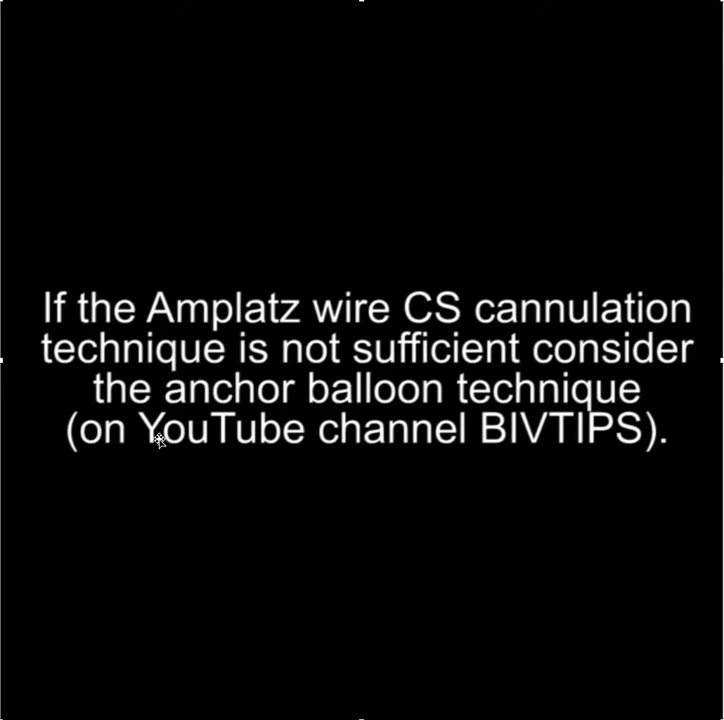 If the Amplatz wire CS cannulation
technique is not sufficient consider
the anchor balloon technique
(on YouTube channel BIVTIPS).